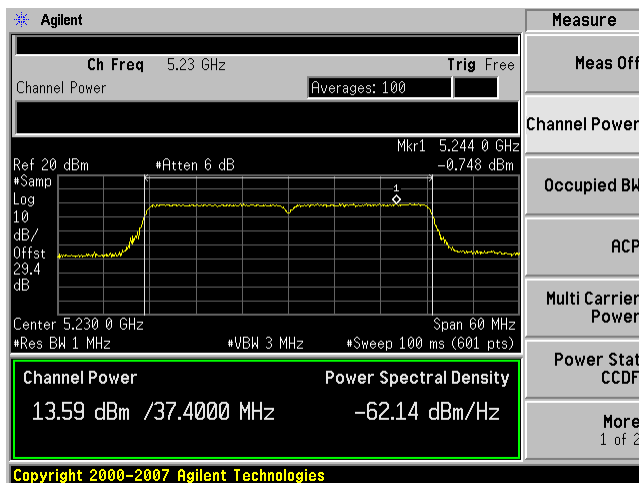 Agilent
Measure
Ch Freq 5.23 GHz Trig Free
Channel Power Averages: 100
Meas Off
Channel Power
Mkr1 5.244 0 GHz
Ref 20 dBm #Atten 6 dB -0.748 dBm
#Samp
Log
10
dB/
Offst
29.4
dB
1
Occupied BW
ACP
Multi Carrier
Power
Center 5.230 0 GHz Span 60 MHz
#Res BW 1 MHz #VBW 3 MHz #Sweep 100 ms (601 pts)
Power Stat
CCDF
Channel Power Power Spectral Density
13.59 dBm /37.4000 MHz -62.14 dBm/Hz
More
1 of 2
Copyright 2000-2007 Agilent Technologies